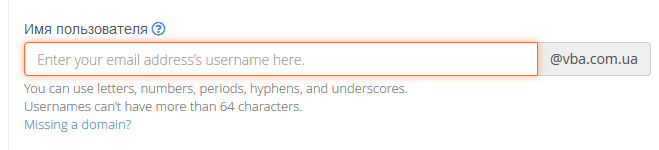 Имя пользователя
Enter your email address’s username here. @vba.com.ua
You can use letters, numbers, periods, hyphens, and underscores.
Usernames can’t have more than 64 characters.
Missing a domain?